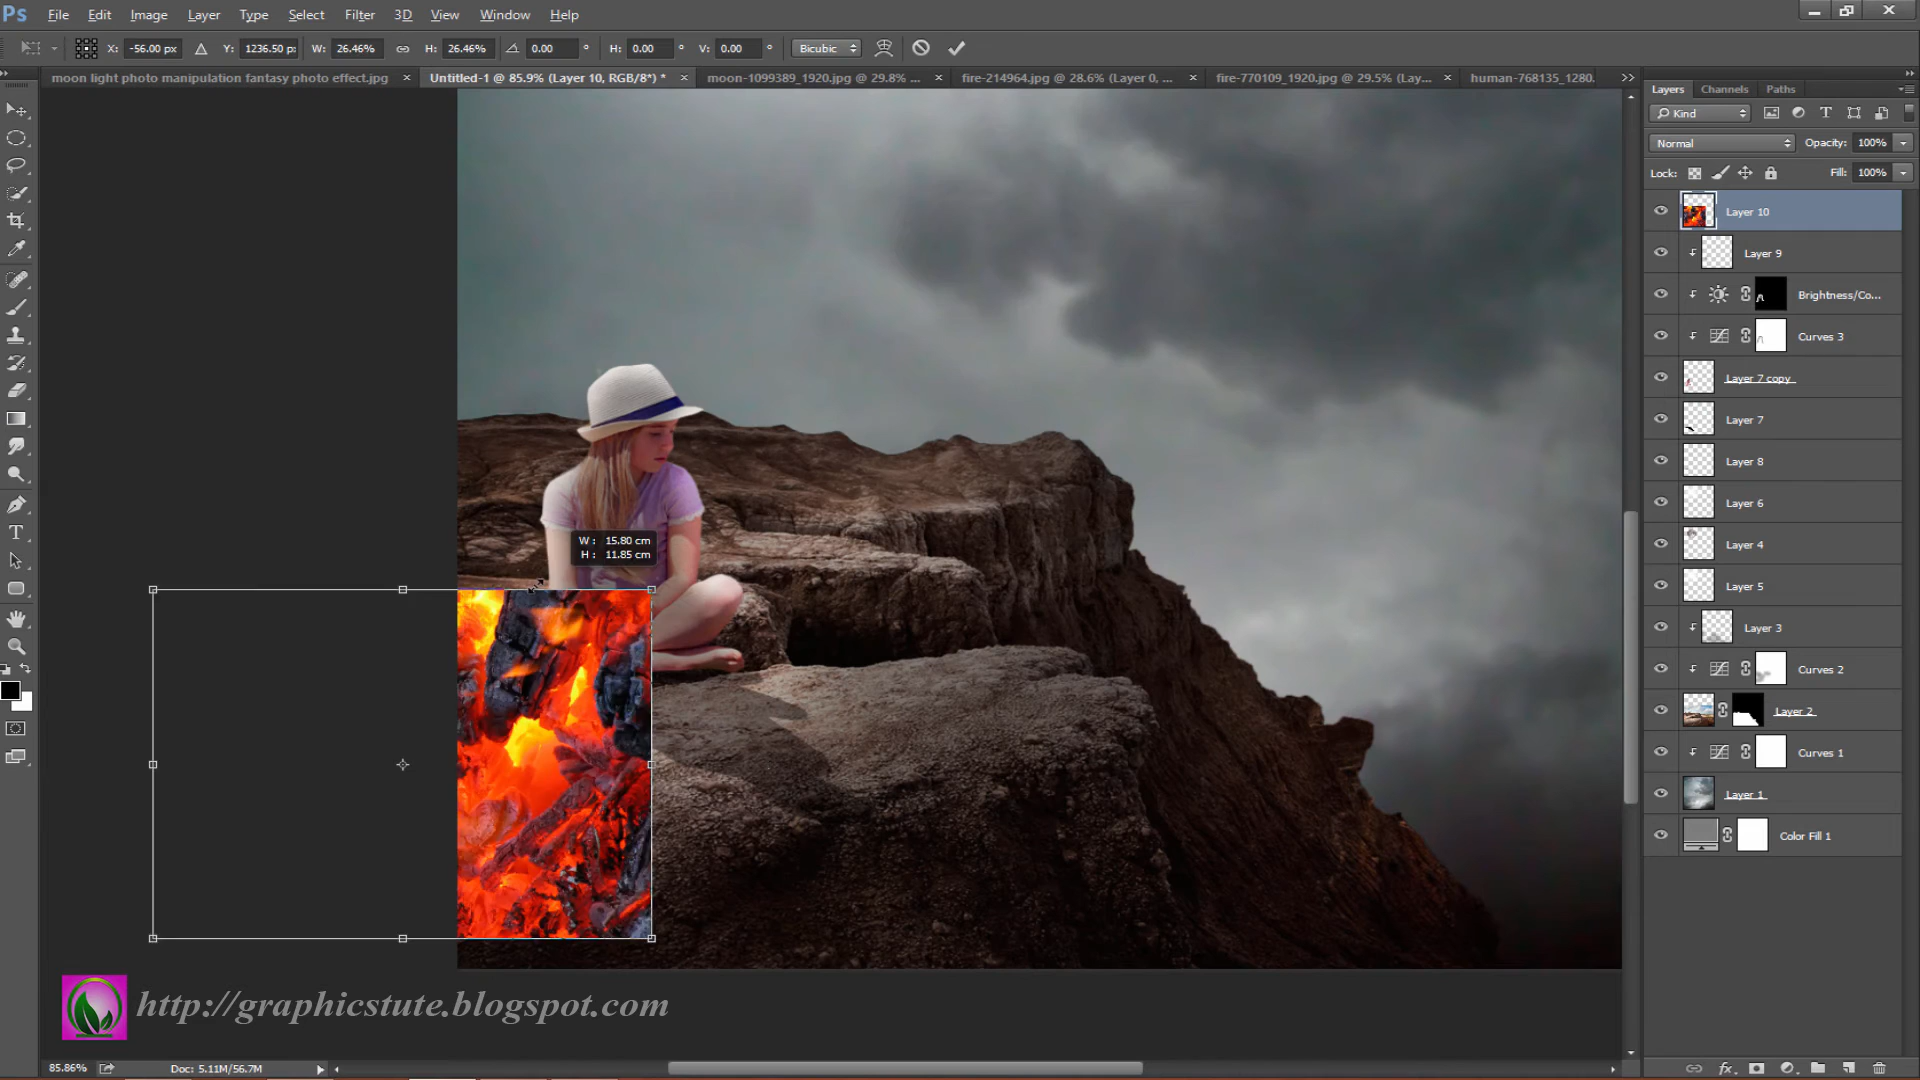 Ps File Edit Image Layer Type Select Filter 3D View Window Help
X: -56.00 px Y: 1236.50 px W: 26.46% H: 26.46% 0.00 ° H: 0.00 ° V: 0.00 ° Bicubic
moon light photo manipulation fantasy photo effect.jpg × Untitled-1 @ 85.9% (Layer 10, RGB/8*) * × moon-1099389_1920.jpg @ 29.8% ... × fire-214964.jpg @ 28.6% (Layer 0, ... × fire-770109_1920.jpg @ 29.5% (Lay... × human-768135_1280.
Layers Channels Paths
Kind
Normal Opacity: 100%
Lock: Fill: 100%
Layer 10
Layer 9
Brightness/Co...
Curves 3
Layer 7 copy
Layer 7
Layer 8
Layer 6
Layer 4
Layer 5
Layer 3
Curves 2
Layer 2
Curves 1
Layer 1
Color Fill 1
W : 15.80 cm
H : 11.85 cm
http://graphicstute.blogspot.com
85.86% Doc: 5.11M/56.7M